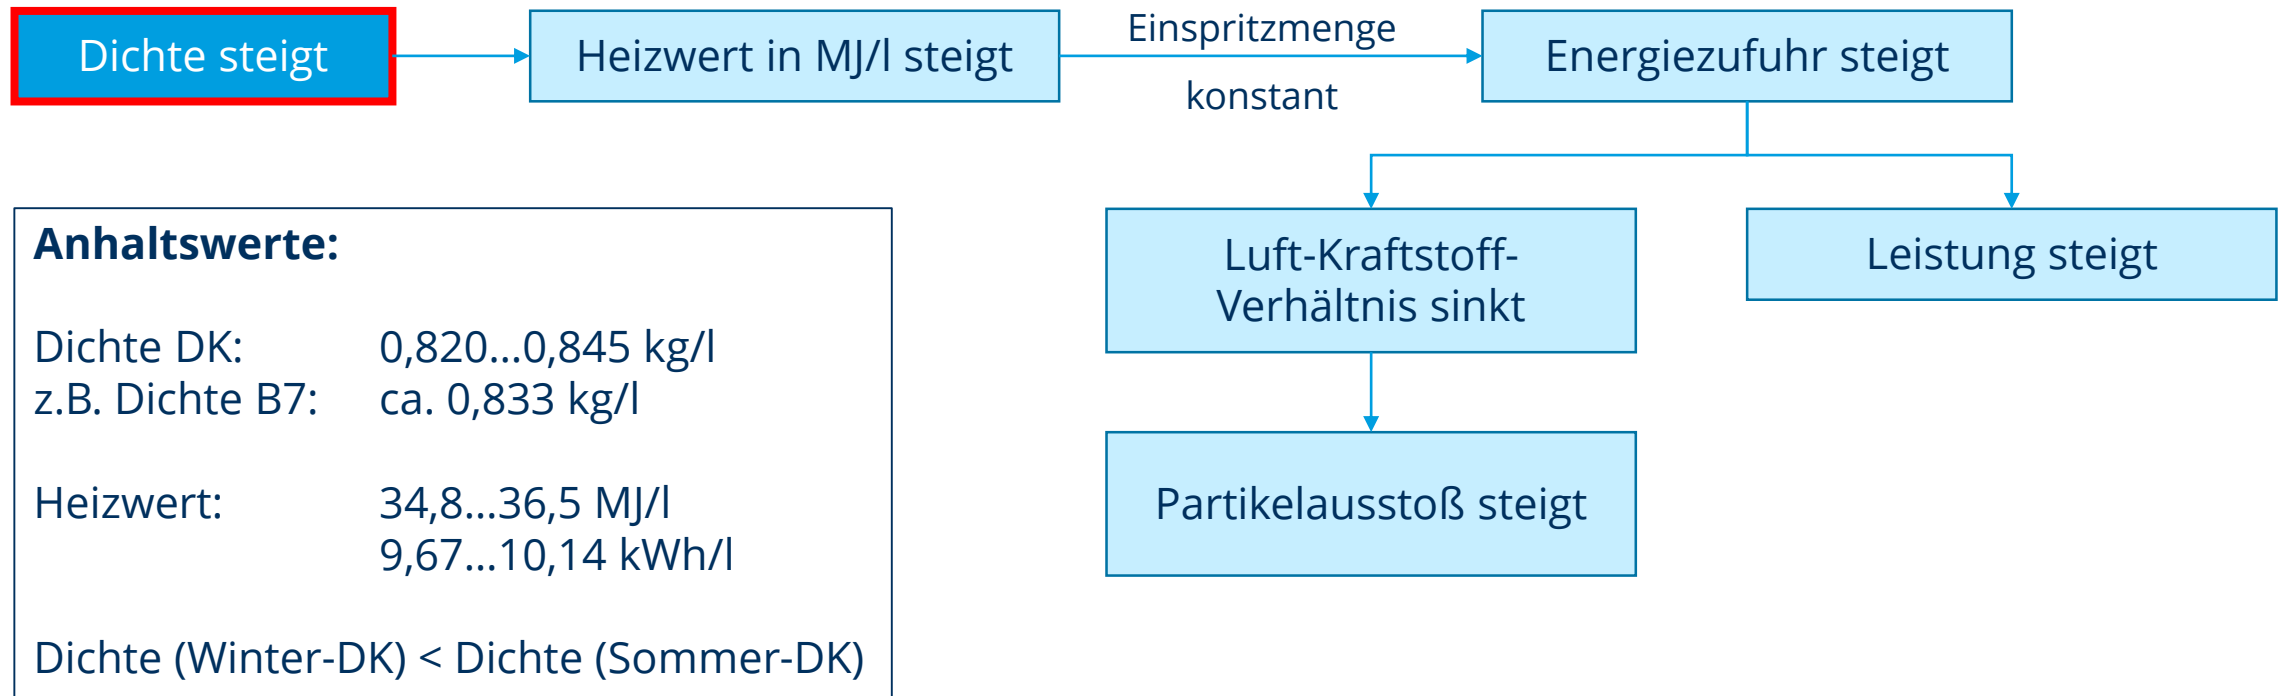 Dichte steigt
Heizwert in MJ/l steigt
Einspritzmenge
konstant
Energiezufuhr steigt
Luft-Kraftstoff-
Verhältnis sinkt
Leistung steigt
Partikelausstoß steigt
Anhaltswerte:
Dichte DK: 0,820...0,845 kg/l
z.B. Dichte B7: ca. 0,833 kg/l
Heizwert: 34,8...36,5 MJ/l
9,67...10,14 kWh/l
Dichte (Winter-DK) < Dichte (Sommer-DK)